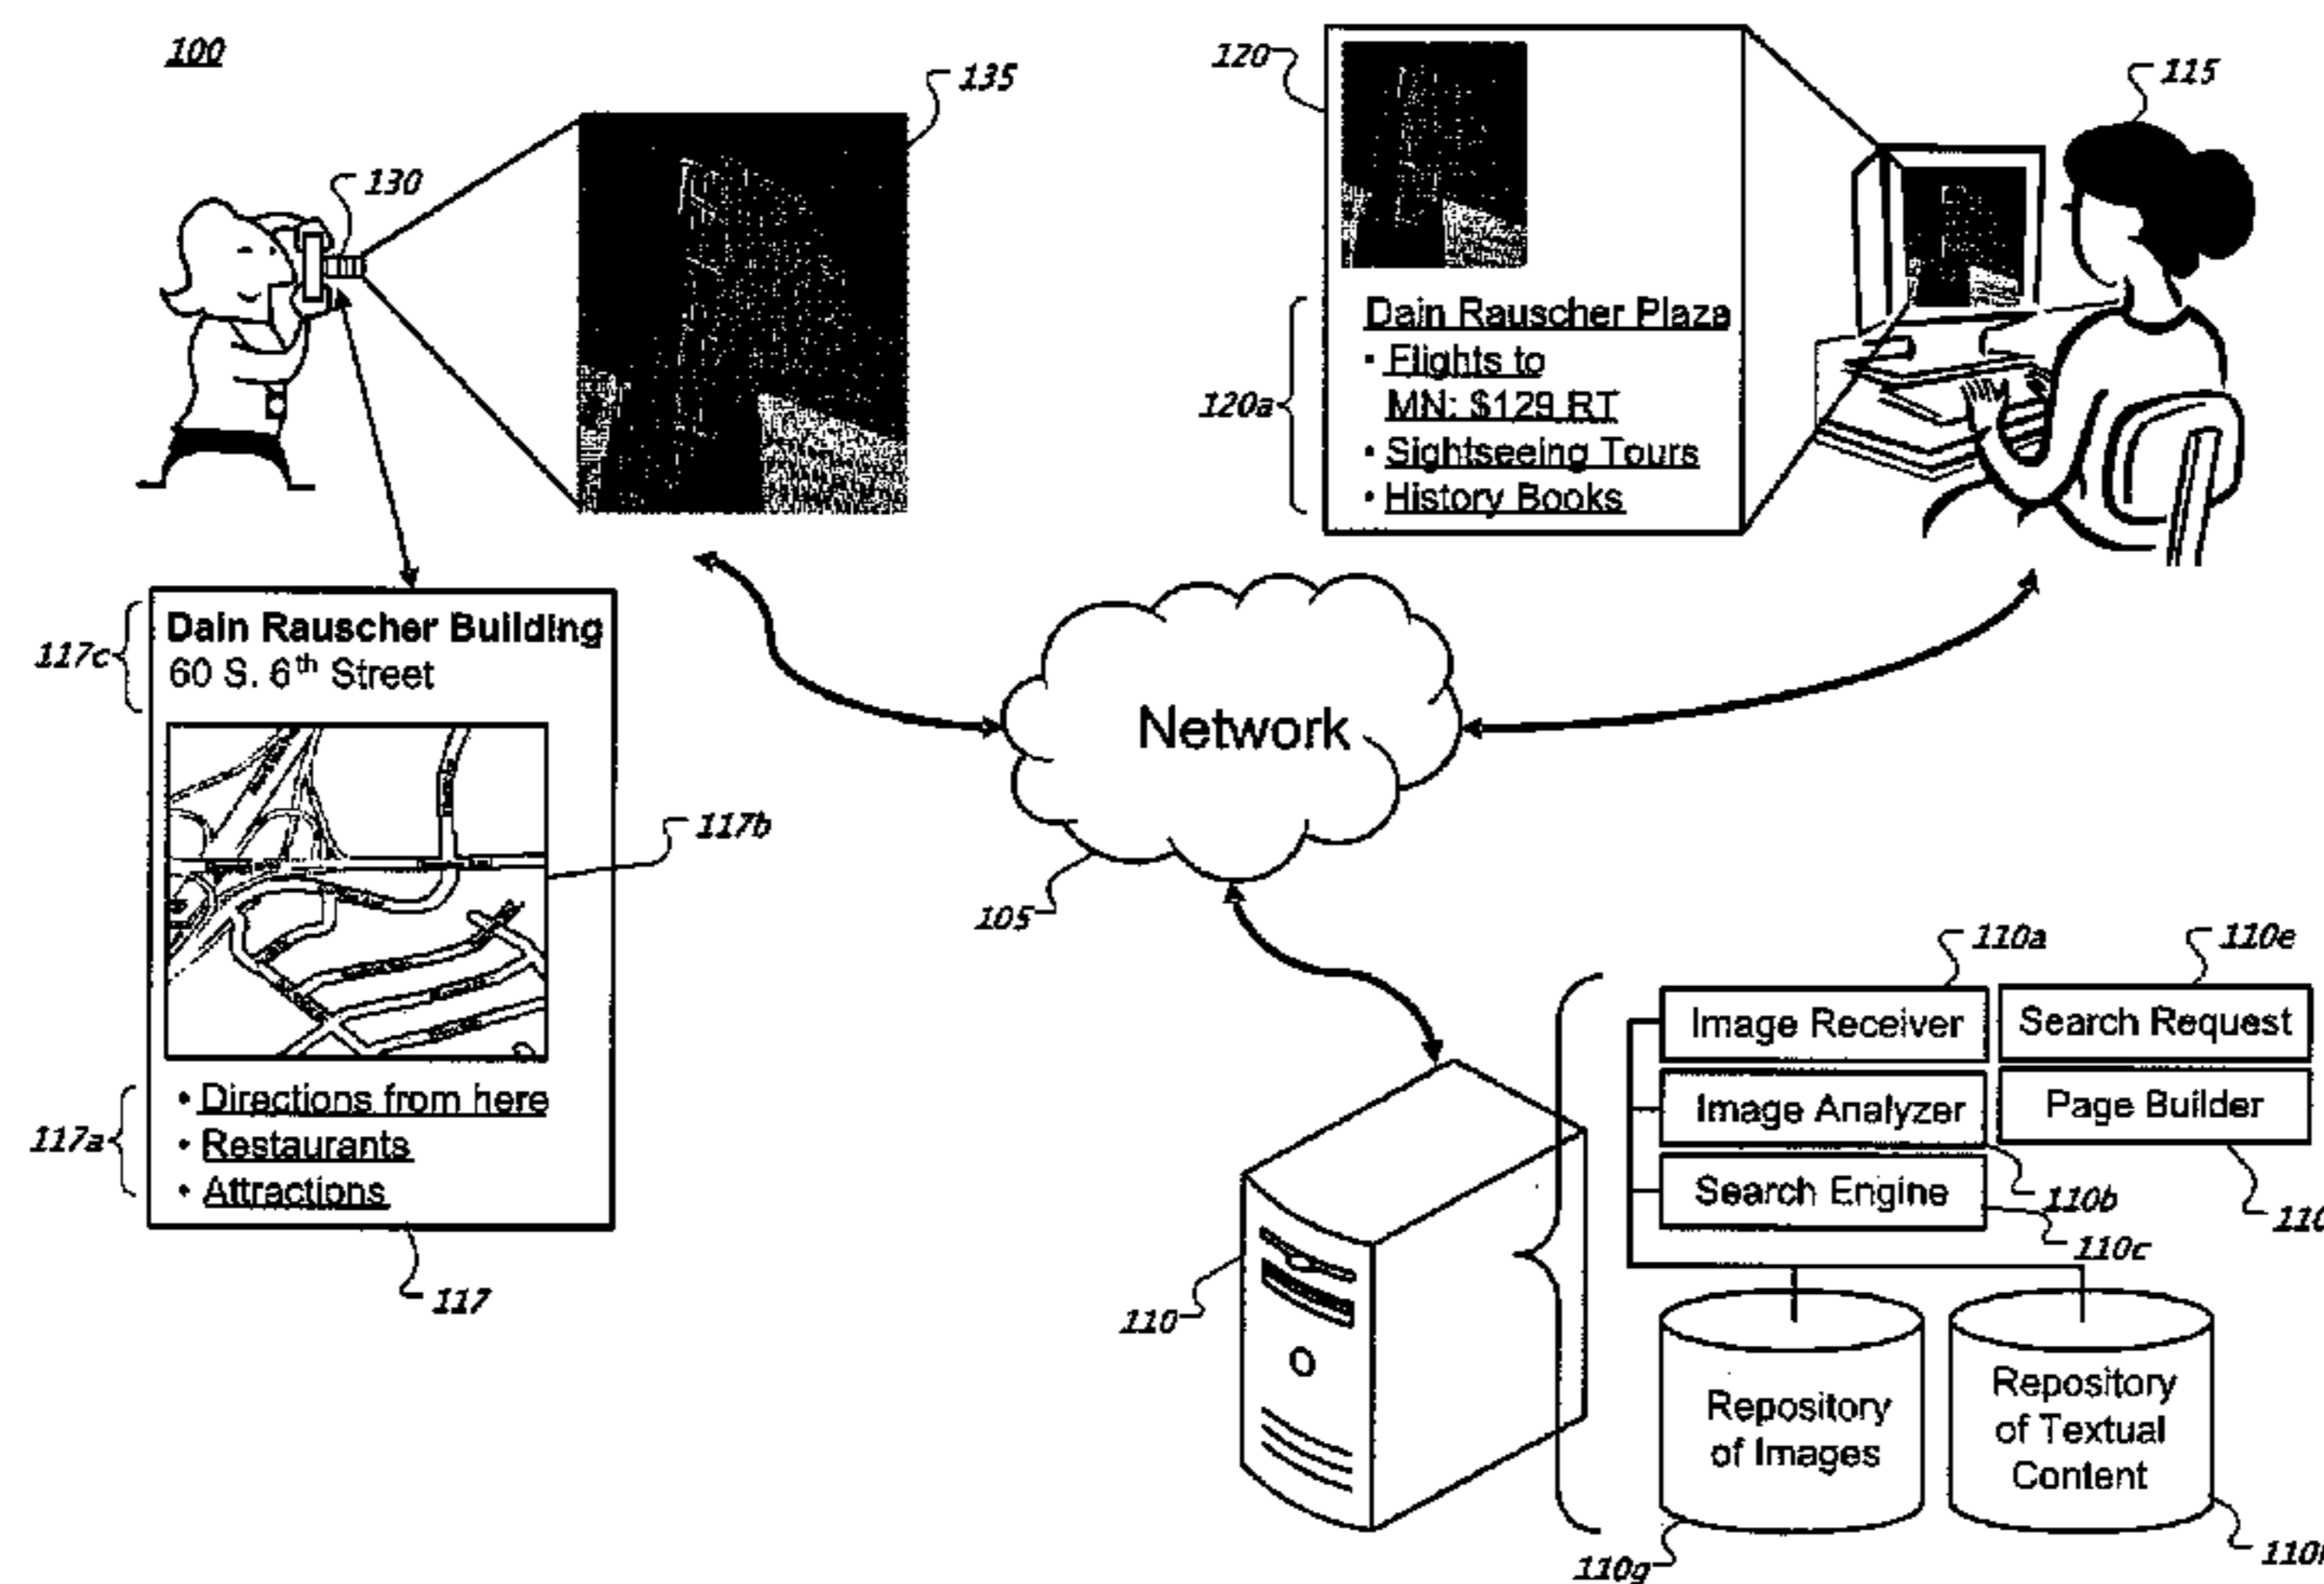 100
135
130
120
115
Dain Rauscher Plaza
• Flights to
MN: $129 RT
• Sightseeing Tours
• History Books
120a
Dain Rauscher Building
60 S. 6th Street
117c
117b
• Directions from here
• Restaurants
• Attractions
117a
117
Network
105
110
110a
110e
Image Receiver
Search Request
Image Analyzer
Page Builder
Search Engine
110b
110c
Repository
of Images
Repository
of Textual
Content
110g